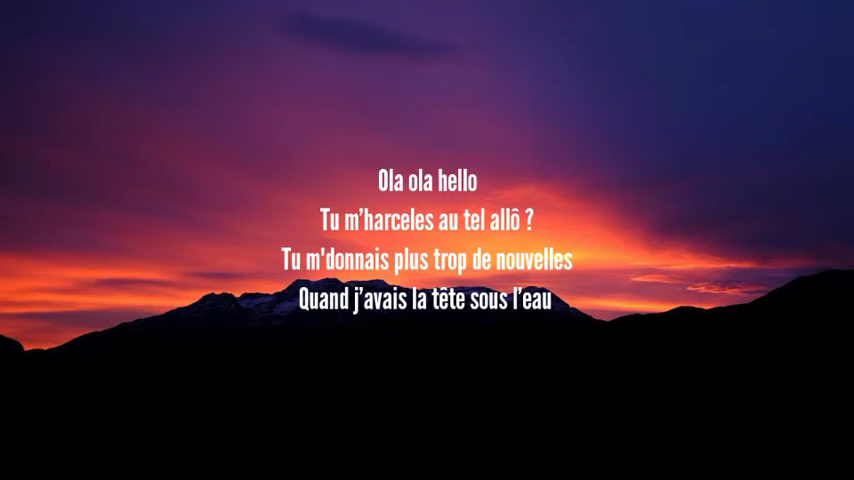 Ola ola hello
Tu m’harceles au tel allô ?
Tu m'donnais plus trop de nouvelles
Quand j’avais la tête sous l’eau